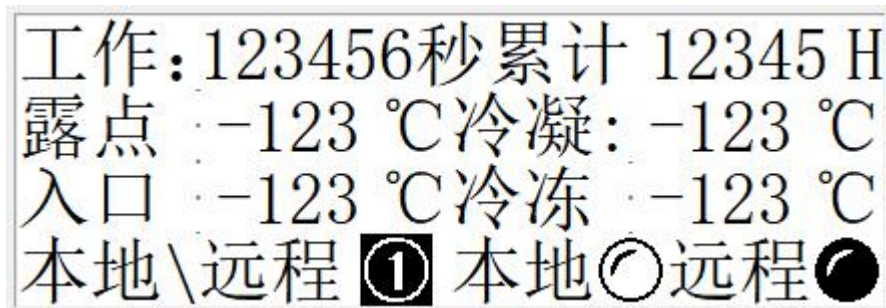 工作:123456秒累计 12345 H
露点 -123 ℃冷凝: -123 ℃
入口 -123 ℃冷冻 -123 ℃
本地\远程 ① 本地 远程